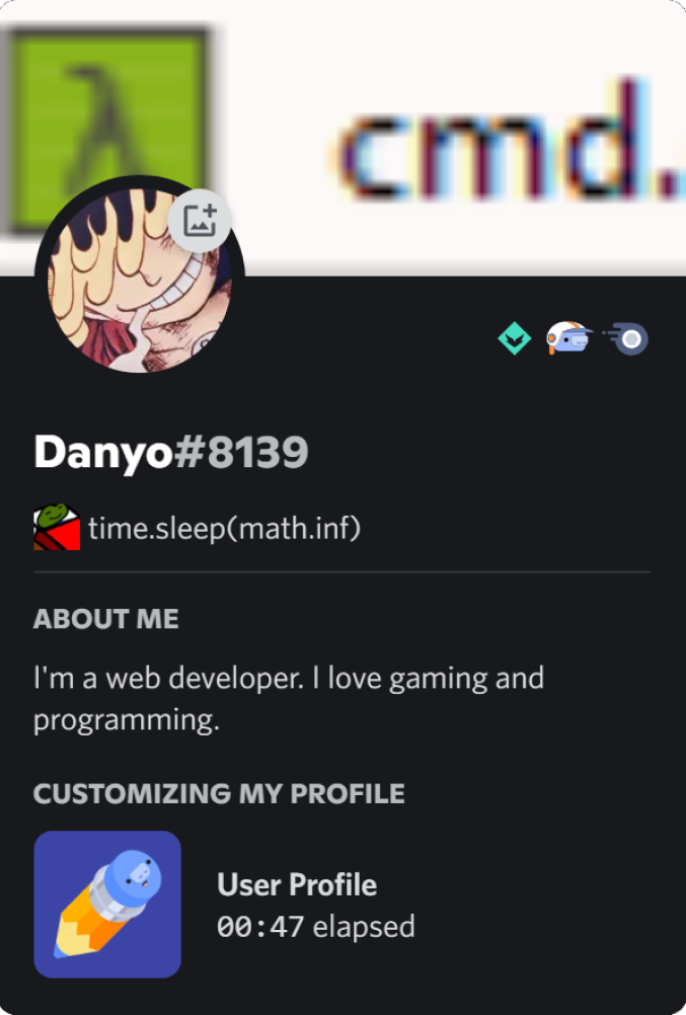 λ cmd.
Danyo#8139
time.sleep(math.inf)
ABOUT ME
I'm a web developer. I love gaming and
programming.
CUSTOMIZING MY PROFILE
User Profile
00:47 elapsed